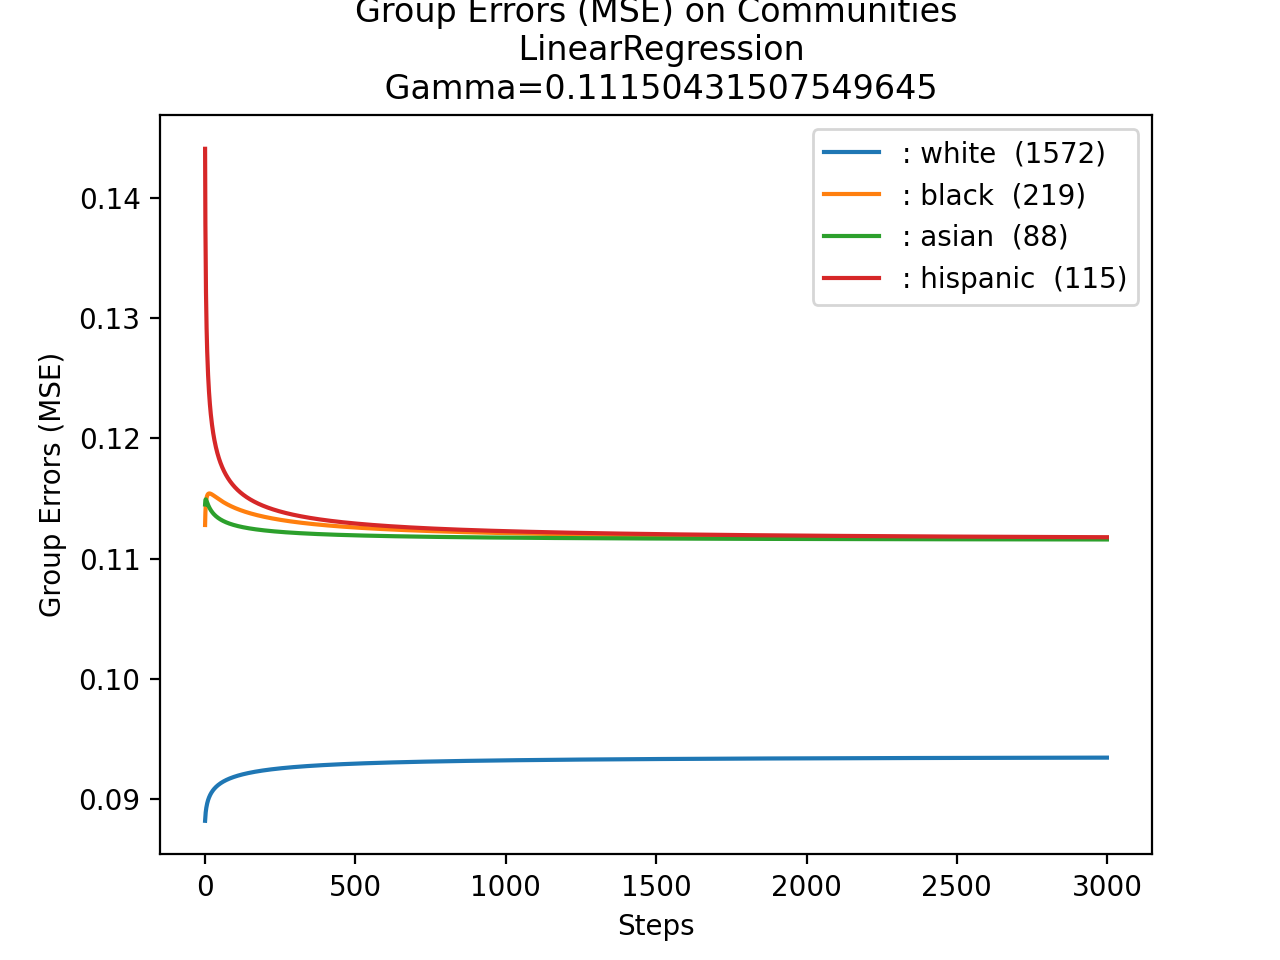 Group Errors (MSE) on Communities
LinearRegression
Gamma=0.11150431507549645
: white (1572)
: black (219)
: asian (88)
: hispanic (115)
0.14
0.13
0.12
0.11
0.10
0.09
Group Errors (MSE)
0 500 1000 1500 2000 2500 3000
Steps